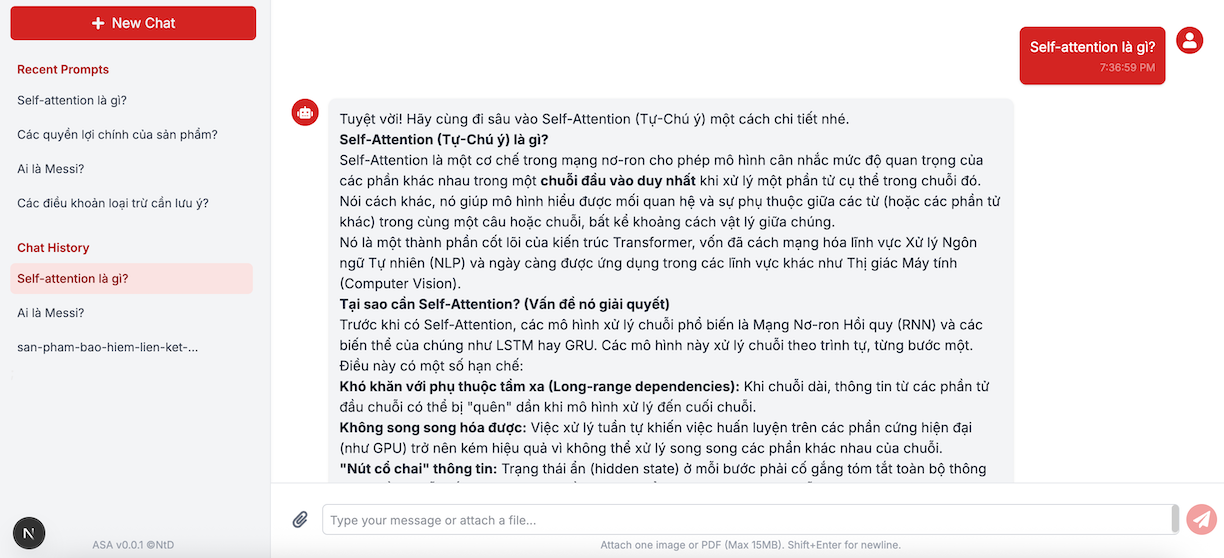 New Chat
Recent Prompts
Self-attention là gì?
Các quyền lợi chính của sản phẩm?
Ai là Messi?
Các điều khoản loại trừ cần lưu ý?
Chat History
Self-attention là gì?
Ai là Messi?
san-pham-bao-hiem-lien-ket-...
N
ASA v0.0.1 ©NtD
Self-attention là gì?
7:36:59 PM
Tuyệt vời! Hãy cùng đi sâu vào Self-Attention (Tự-Chú ý) một cách chi tiết nhé.
Self-Attention (Tự-Chú ý) là gì?
Self-Attention là một cơ chế trong mạng nơ-ron cho phép mô hình cân nhắc mức độ quan trọng của
các phần khác nhau trong một chuỗi đầu vào duy nhất khi xử lý một phần tử cụ thể trong chuỗi đó.
Nói cách khác, nó giúp mô hình hiểu được mối quan hệ và sự phụ thuộc giữa các từ (hoặc các phần tử
khác) trong cùng một câu hoặc chuỗi, bất kể khoảng cách vật lý giữa chúng.
Nó là một thành phần cốt lõi của kiến trúc Transformer, vốn đã cách mạng hóa lĩnh vực Xử lý Ngôn
ngữ Tự nhiên (NLP) và ngày càng được ứng dụng trong các lĩnh vực khác như Thị giác Máy tính
(Computer Vision).
Tại sao cần Self-Attention? (Vấn đề nó giải quyết)
Trước khi có Self-Attention, các mô hình xử lý chuỗi phổ biến là Mạng Nơ-ron Hồi quy (RNN) và các
biến thể của chúng như LSTM hay GRU. Các mô hình này xử lý chuỗi theo trình tự, từng bước một.
Điều này có một số hạn chế:
Khó khăn với phụ thuộc tầm xa (Long-range dependencies): Khi chuỗi dài, thông tin từ các phần tử
đầu chuỗi có thể bị "quên" dần khi mô hình xử lý đến cuối chuỗi.
Không song song hóa được: Việc xử lý tuần tự khiến việc huấn luyện trên các phần cứng hiện đại
(như GPU) trở nên kém hiệu quả vì không thể xử lý song song các phần khác nhau của chuỗi.
"Nút cổ chai" thông tin: Trạng thái ẩn (hidden state) ở mỗi bước phải cố gắng tóm tắt toàn bộ thông
Type your message or attach a file...
Attach one image or PDF (Max 15MB). Shift+Enter for newline.